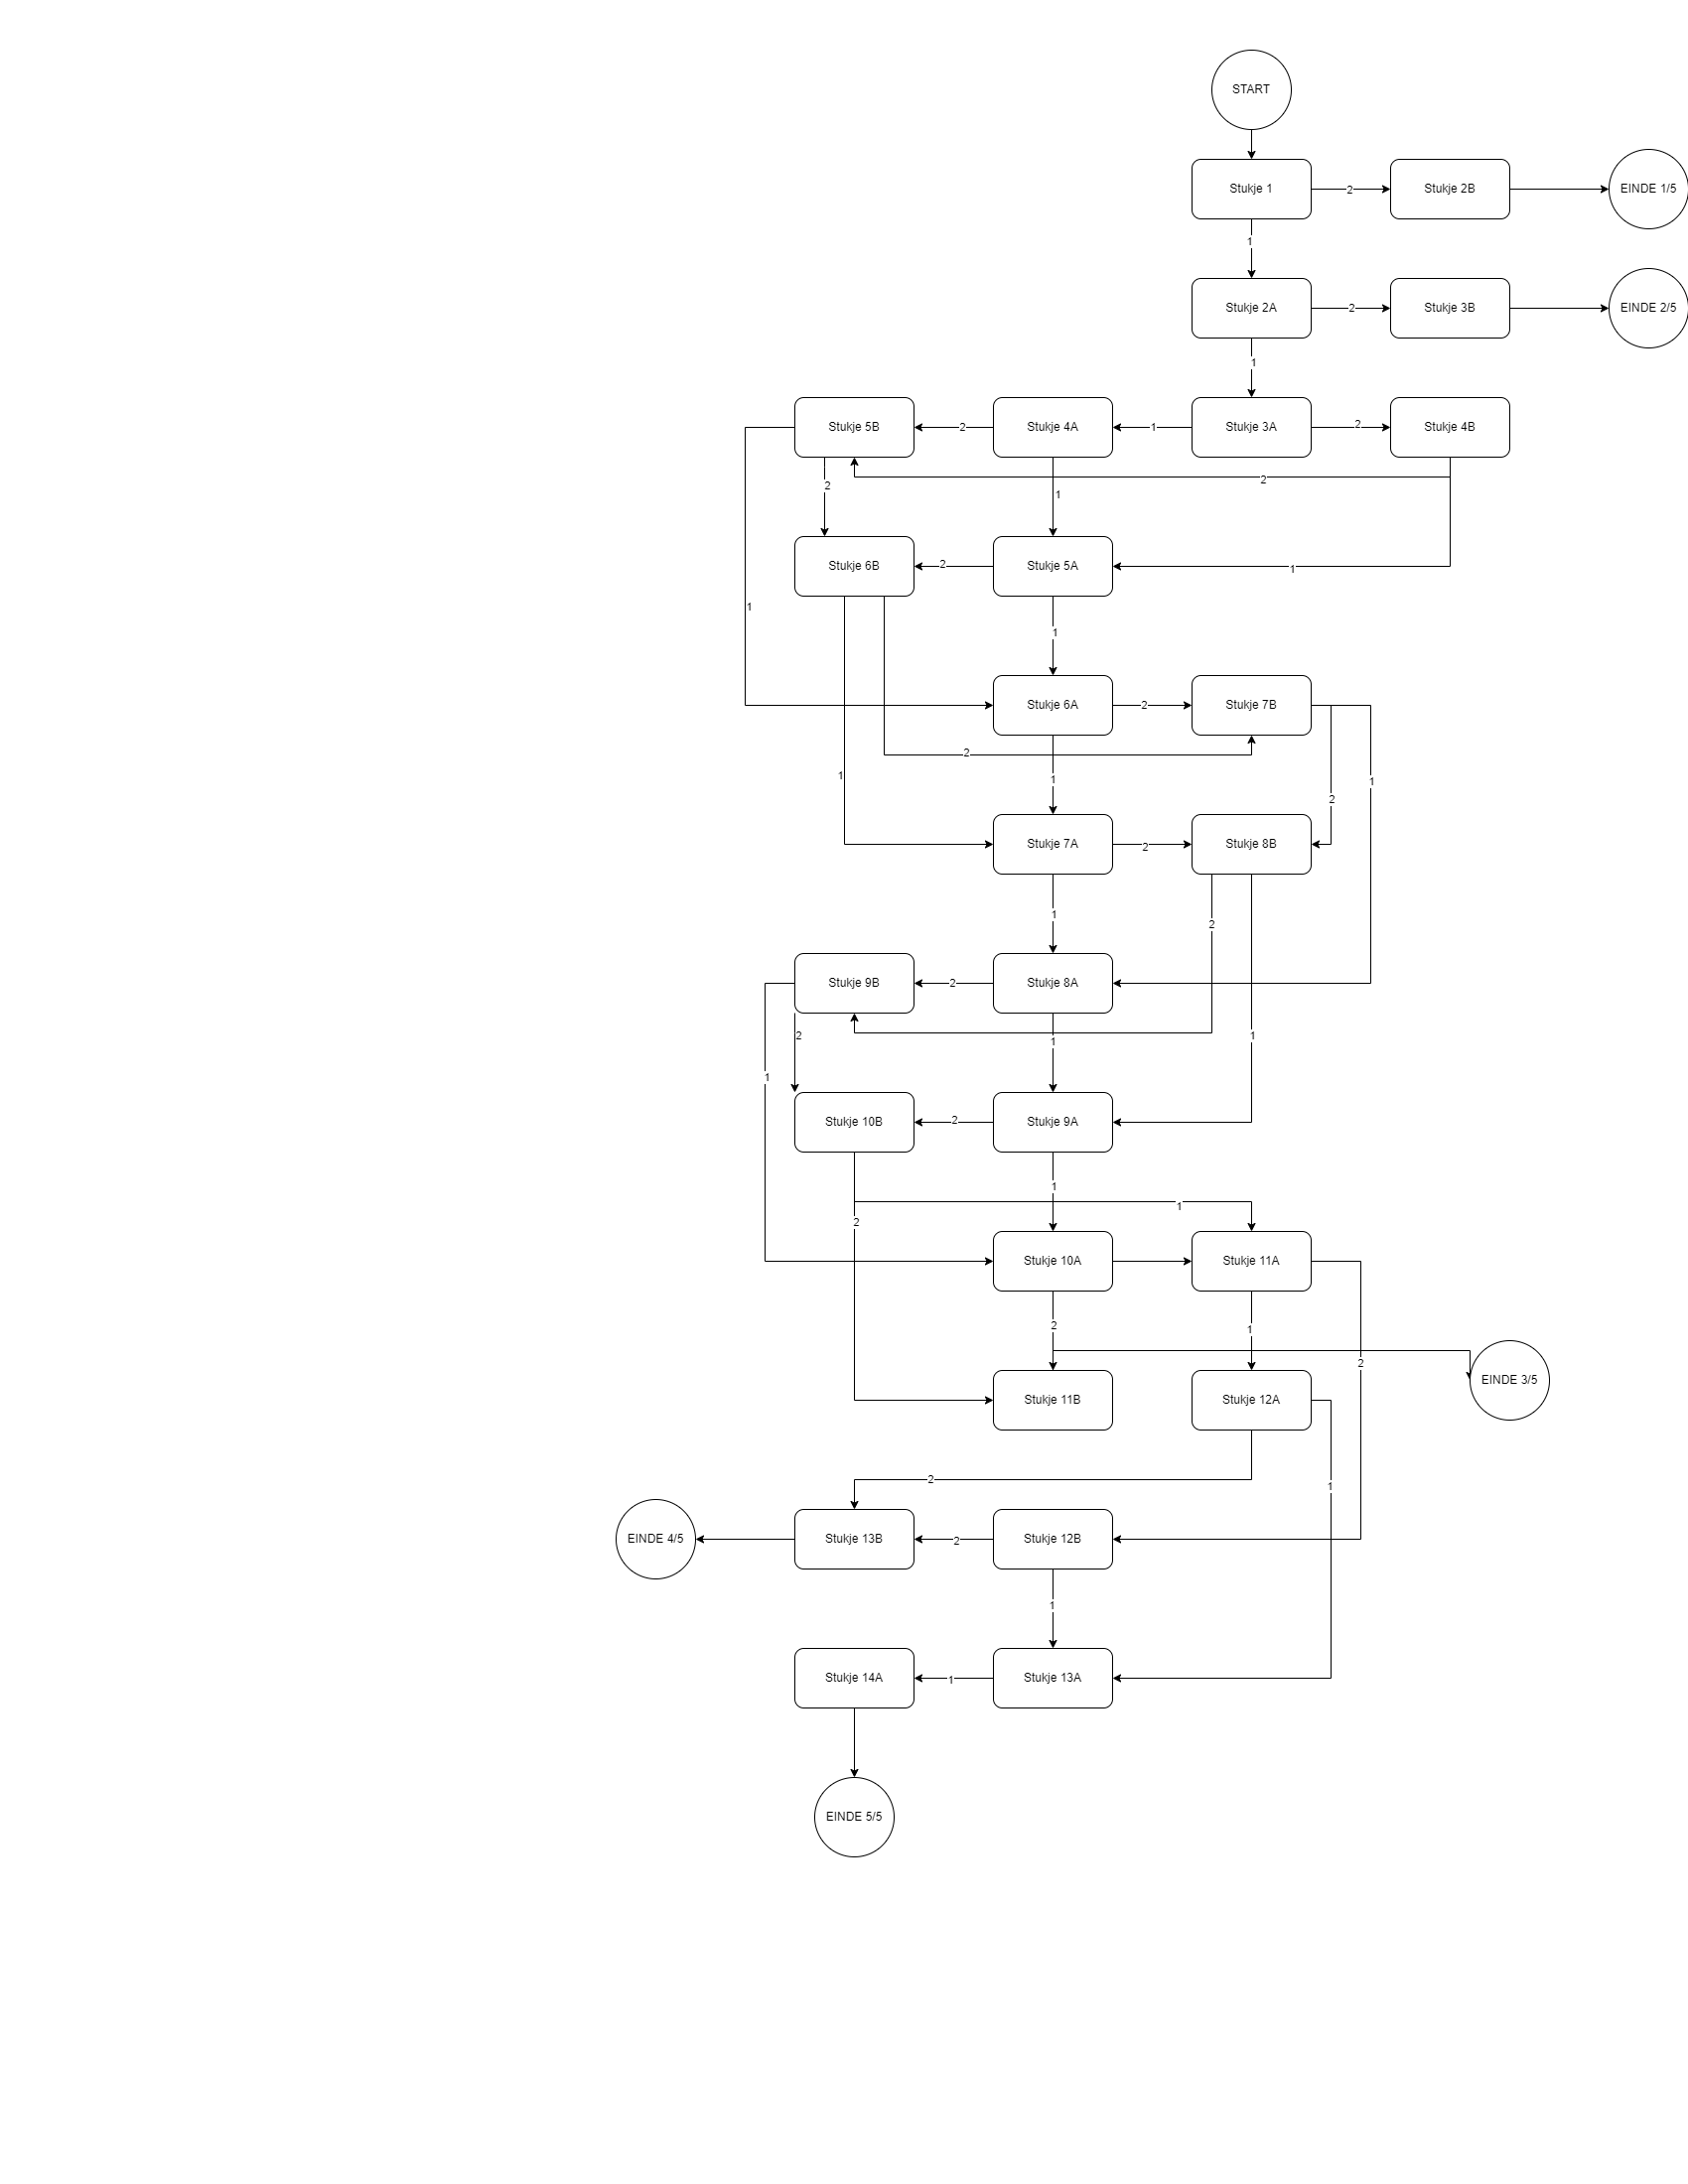 START
Stukje 1
2
Stukje 2B
EINDE 1/5
1
Stukje 2A
2
Stukje 3B
EINDE 2/5
1
Stukje 5B
2
Stukje 4A
1
Stukje 3A
2
Stukje 4B
2
2
1
Stukje 6B
2
Stukje 5A
1
1
1
Stukje 6A
2
Stukje 7B
2
1
1
1
2
Stukje 7A
2
Stukje 8B
1
2
Stukje 9B
2
Stukje 8A
2
1
1
1
Stukje 10B
2
Stukje 9A
1
1
2
Stukje 10A
Stukje 11A
2
1
2
EINDE 3/5
Stukje 11B
Stukje 12A
2
1
EINDE 4/5
Stukje 13B
2
Stukje 12B
1
Stukje 14A
1
Stukje 13A
EINDE 5/5